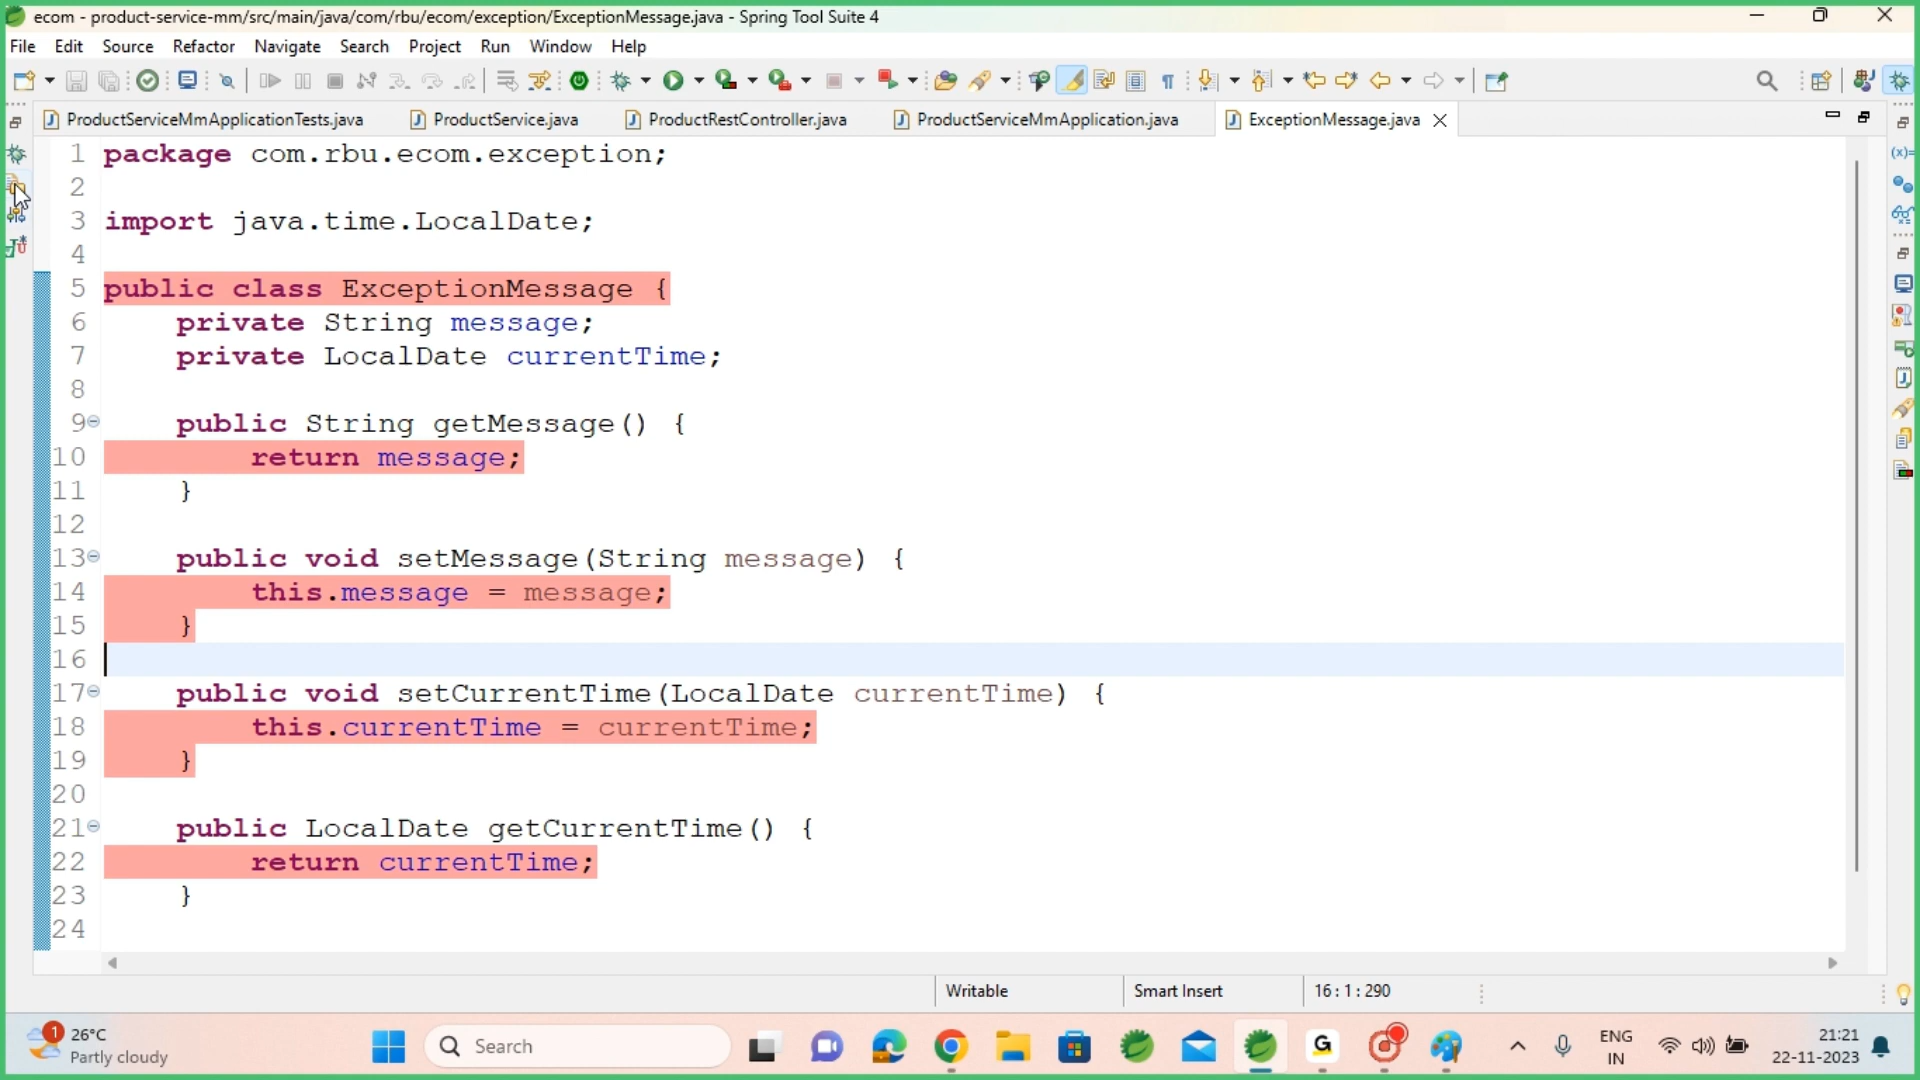 ecom - product-service-mm/src/main/java/com/rbu/ecom/exception/ExceptionMessage.java - Spring Tool Suite 4
File Edit Source Refactor Navigate Search Project Run Window Help
ProductServiceMmApplicationTests.java ProductService.java ProductRestController.java ProductServiceMmApplication.java ExceptionMessage.java
1 package com.rbu.ecom.exception;
2
3 import java.time.LocalDate;
4
5 public class ExceptionMessage {
6 private String message;
7 private LocalDate currentTime;
8
9 public String getMessage() {
10 return message;
11 }
12
13 public void setMessage(String message) {
14 this.message = message;
15 }
16
17 public void setCurrentTime(LocalDate currentTime) {
18 this.currentTime = currentTime;
19 }
20
21 public LocalDate getCurrentTime() {
22 return currentTime;
23 }
24
Writable Smart Insert 16 : 1 : 290
1 26°C Search ENG 21:21
Partly cloudy IN 22-11-2023